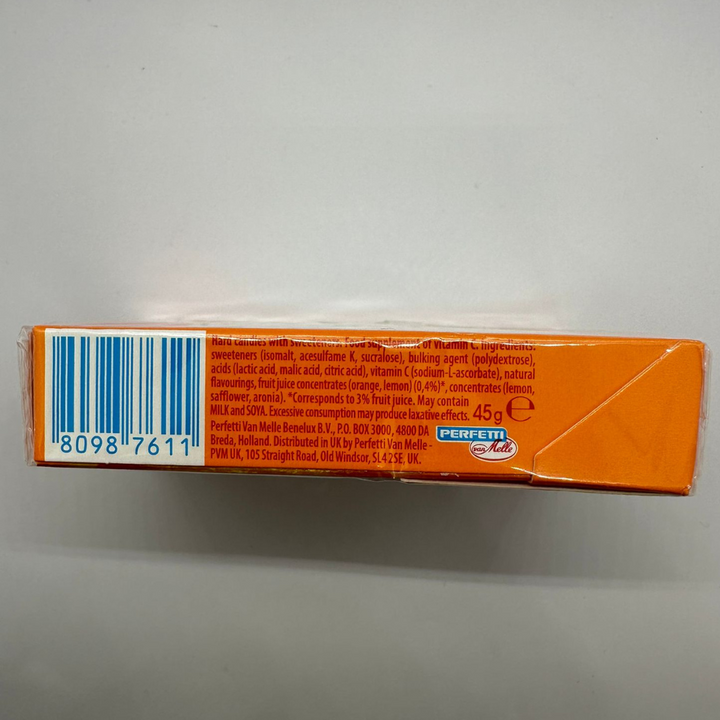 Hard candies with sweeteners. Food supplement of Vitamin C. Ingredients:
sweeteners (isomalt, acesulfame K, sucralose), bulking agent (polydextrose),
acids (lactic acid, malic acid, citric acid), vitamin C (sodium-L-ascorbate), natural
flavourings, fruit juice concentrates (orange, lemon) (0,4%)*, concentrates (lemon,
safflower, aronia). *Corresponds to 3% fruit juice. May contain
MILK and SOYA. Excessive consumption may produce laxative effects. 45g e
Perfetti Van Melle Benelux B.V., P.O. BOX 3000, 4800 DA
Breda, Holland. Distributed in UK by Perfetti Van Melle -
PVM UK, 105 Straight Road, Old Windsor, SL4 2SE, UK.
PERFETTI
van Melle
8098 7611